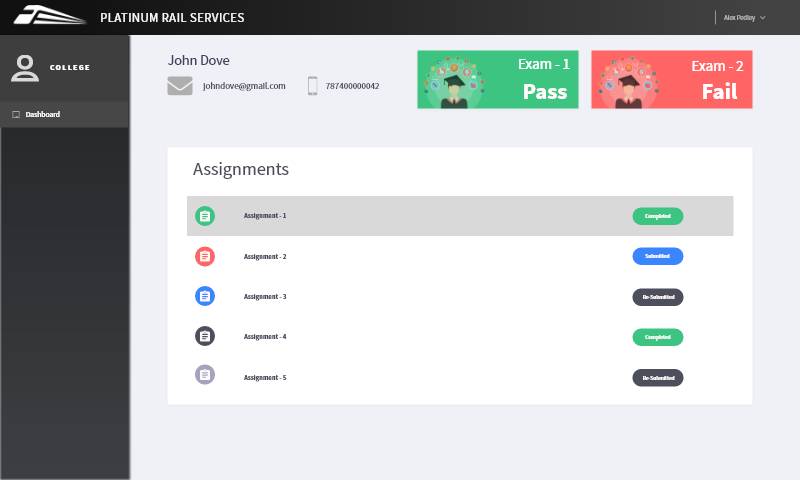 PLATINUM RAIL SERVICES
Alex Pedley
COLLEGE
Dashboard
John Dove
johndove@gmail.com
787400000042
Exam - 1
Pass
Exam - 2
Fail
Assignments
Assignment - 1
Completed
Assignment - 2
Submitted
Assignment - 3
Re-Submitted
Assignment - 4
Completed
Assignment - 5
Re-Submitted